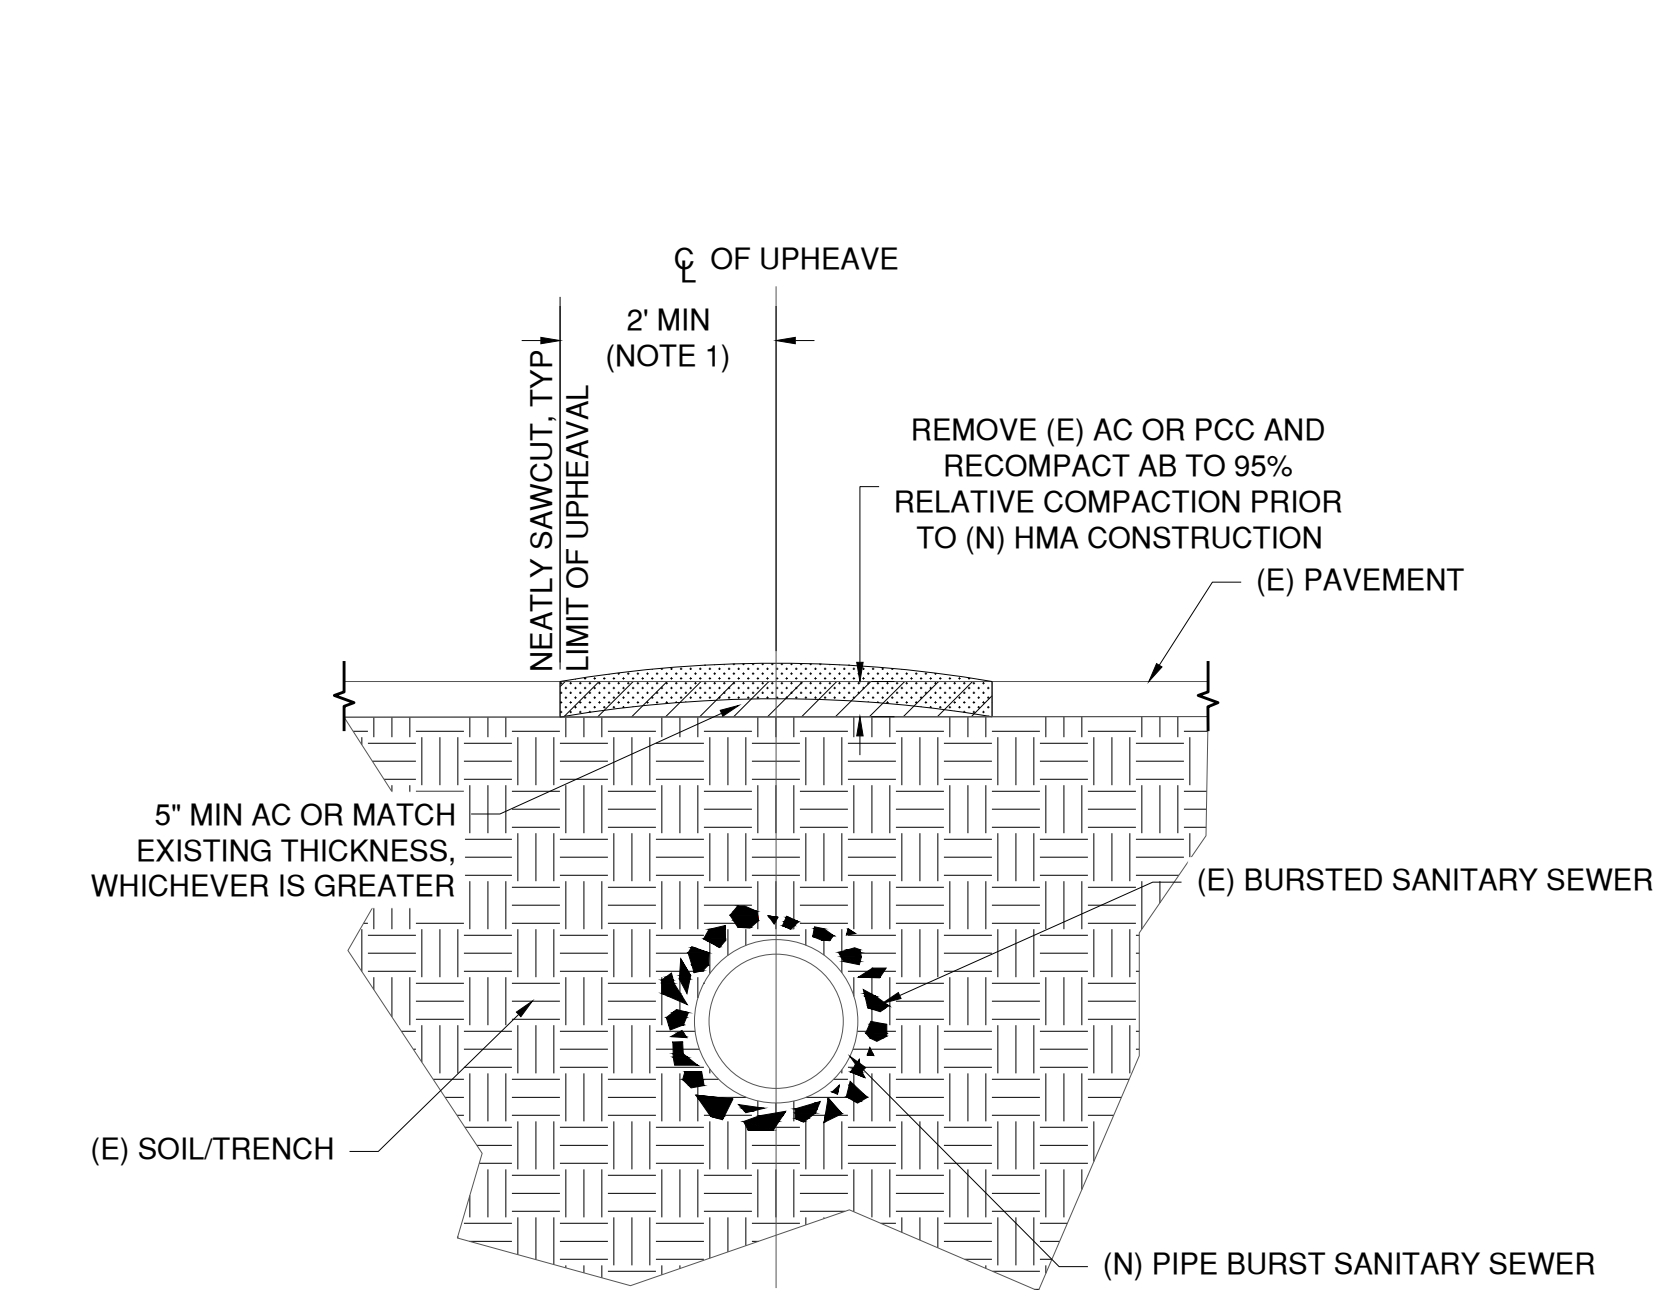 ℄ OF UPHEAVE
2' MIN
(NOTE 1)
NEATLY SAWCUT, TYP
LIMIT OF UPHEAVAL
REMOVE (E) AC OR PCC AND
RECOMPACT AB TO 95%
RELATIVE COMPACTION PRIOR
TO (N) HMA CONSTRUCTION
(E) PAVEMENT
5" MIN AC OR MATCH
EXISTING THICKNESS,
WHICHEVER IS GREATER
(E) BURSTED SANITARY SEWER
(E) SOIL/TRENCH
(N) PIPE BURST SANITARY SEWER